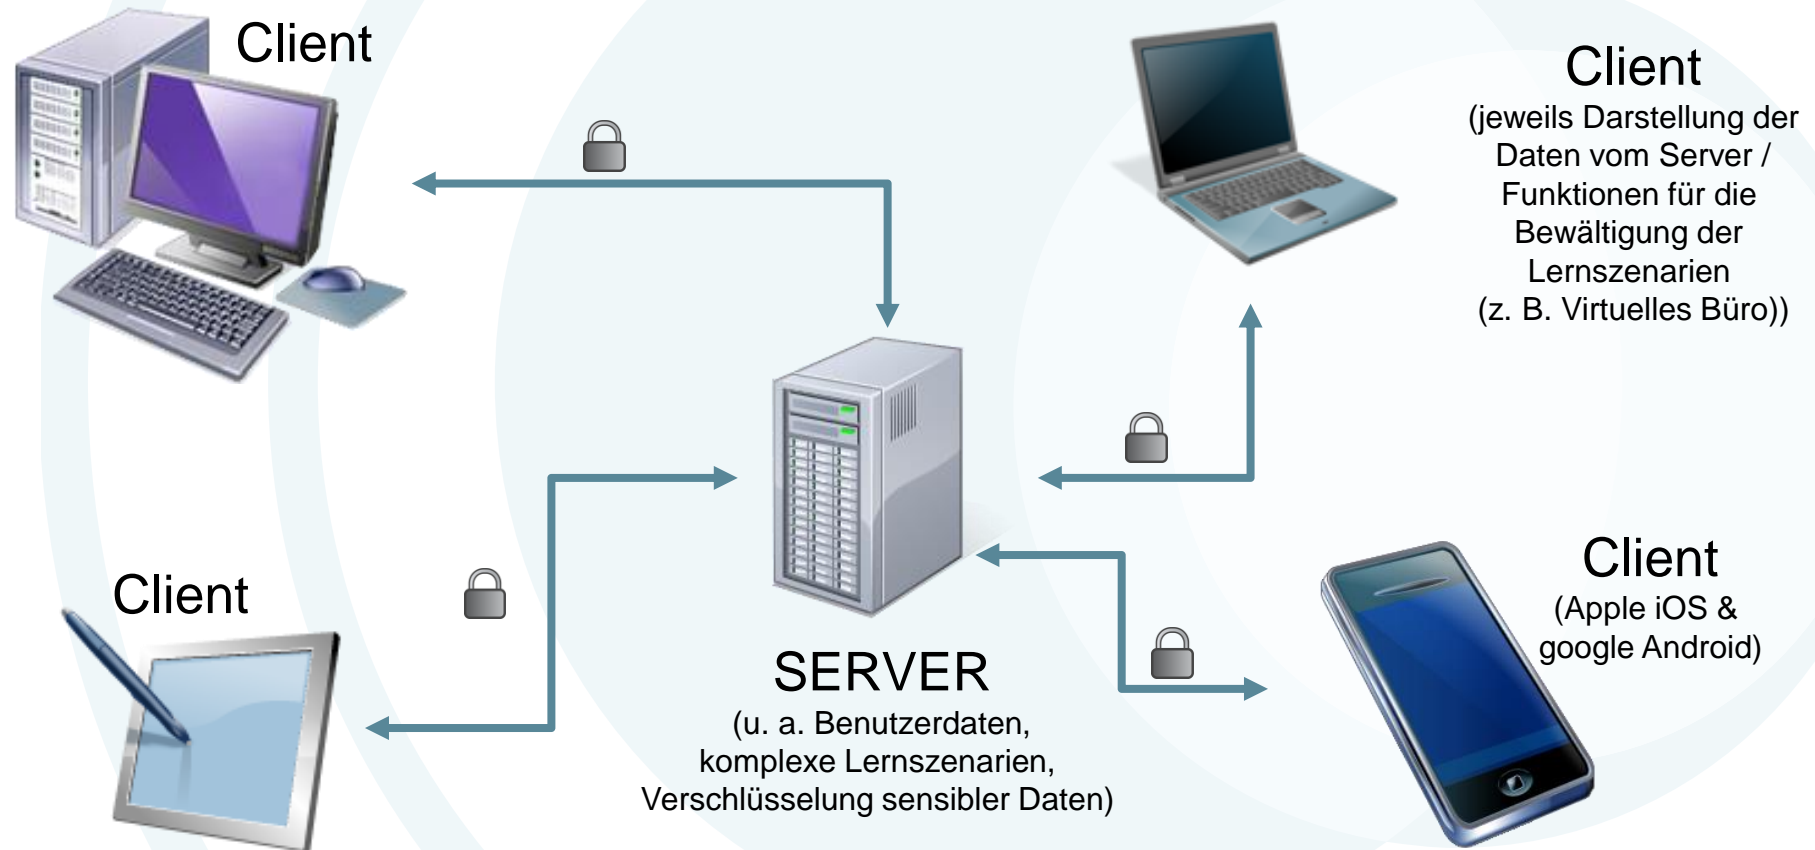 Client
Client
(jeweils Darstellung der
Daten vom Server /
Funktionen für die
Bewältigung der
Lernszenarien
(z. B. Virtuelles Büro))
Client
SERVER
(u. a. Benutzerdaten,
komplexe Lernszenarien,
Verschlüsselung sensibler Daten)
Client
(Apple iOS &
google Android)